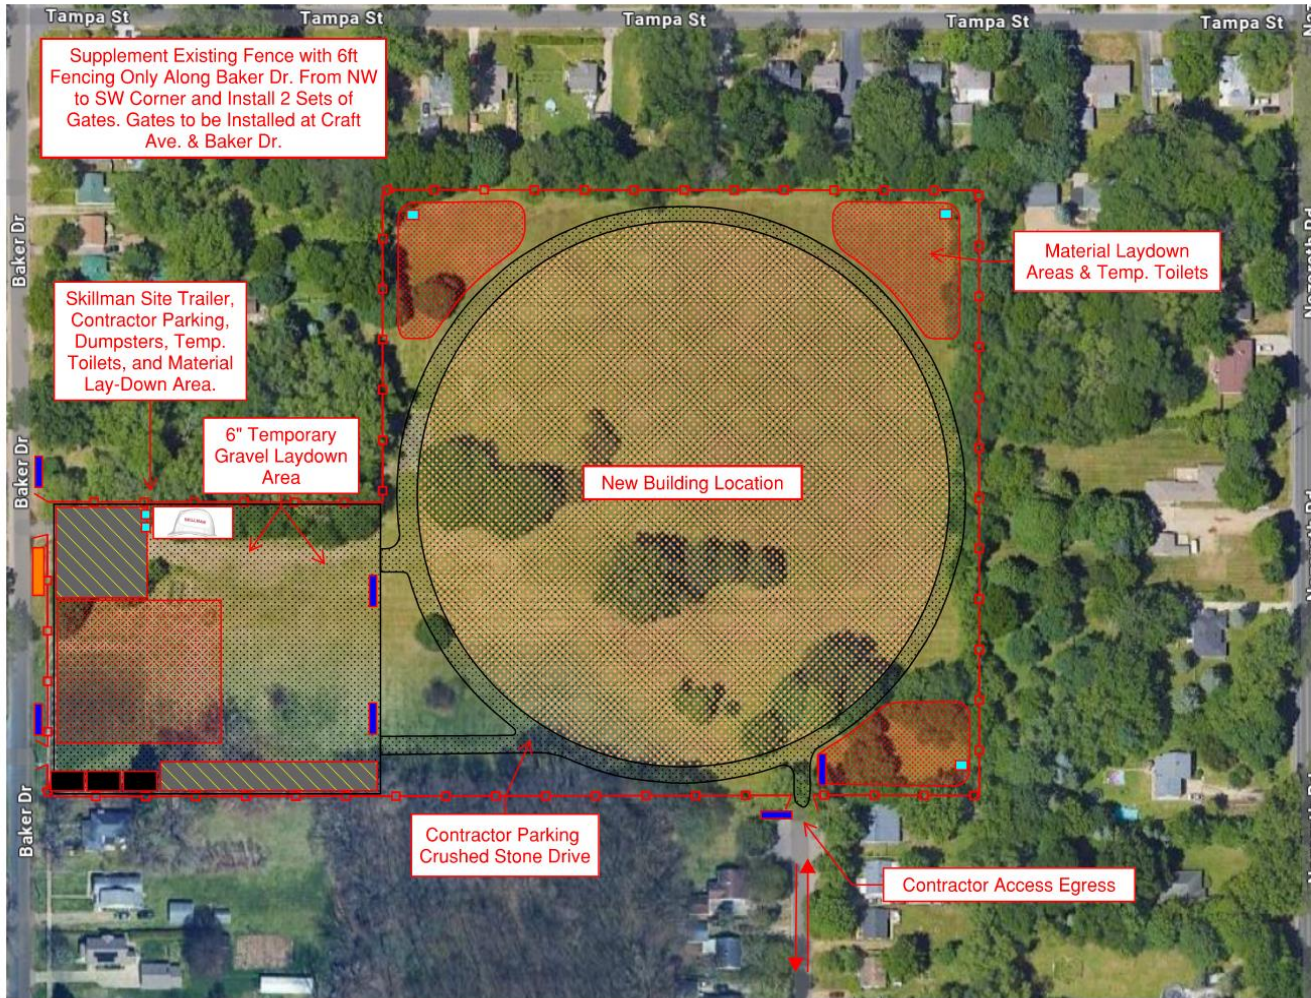 Tampa St
Tampa St
Tampa St
Tampa St
Tampa St
Supplement Existing Fence with 6ft
Fencing Only Along Baker Dr. From NW
to SW Corner and Install 2 Sets of
Gates. Gates to be Installed at Craft
Ave. & Baker Dr.
Baker Dr
Material Laydown
Areas & Temp. Toilets
Skillman Site Trailer,
Contractor Parking,
Dumpsters, Temp.
Toilets, and Material
Lay-Down Area.
6" Temporary
Gravel Laydown
Area
Baker Dr
New Building Location
SKILLMAN
Baker Dr
Contractor Parking
Crushed Stone Drive
Contractor Access Egress